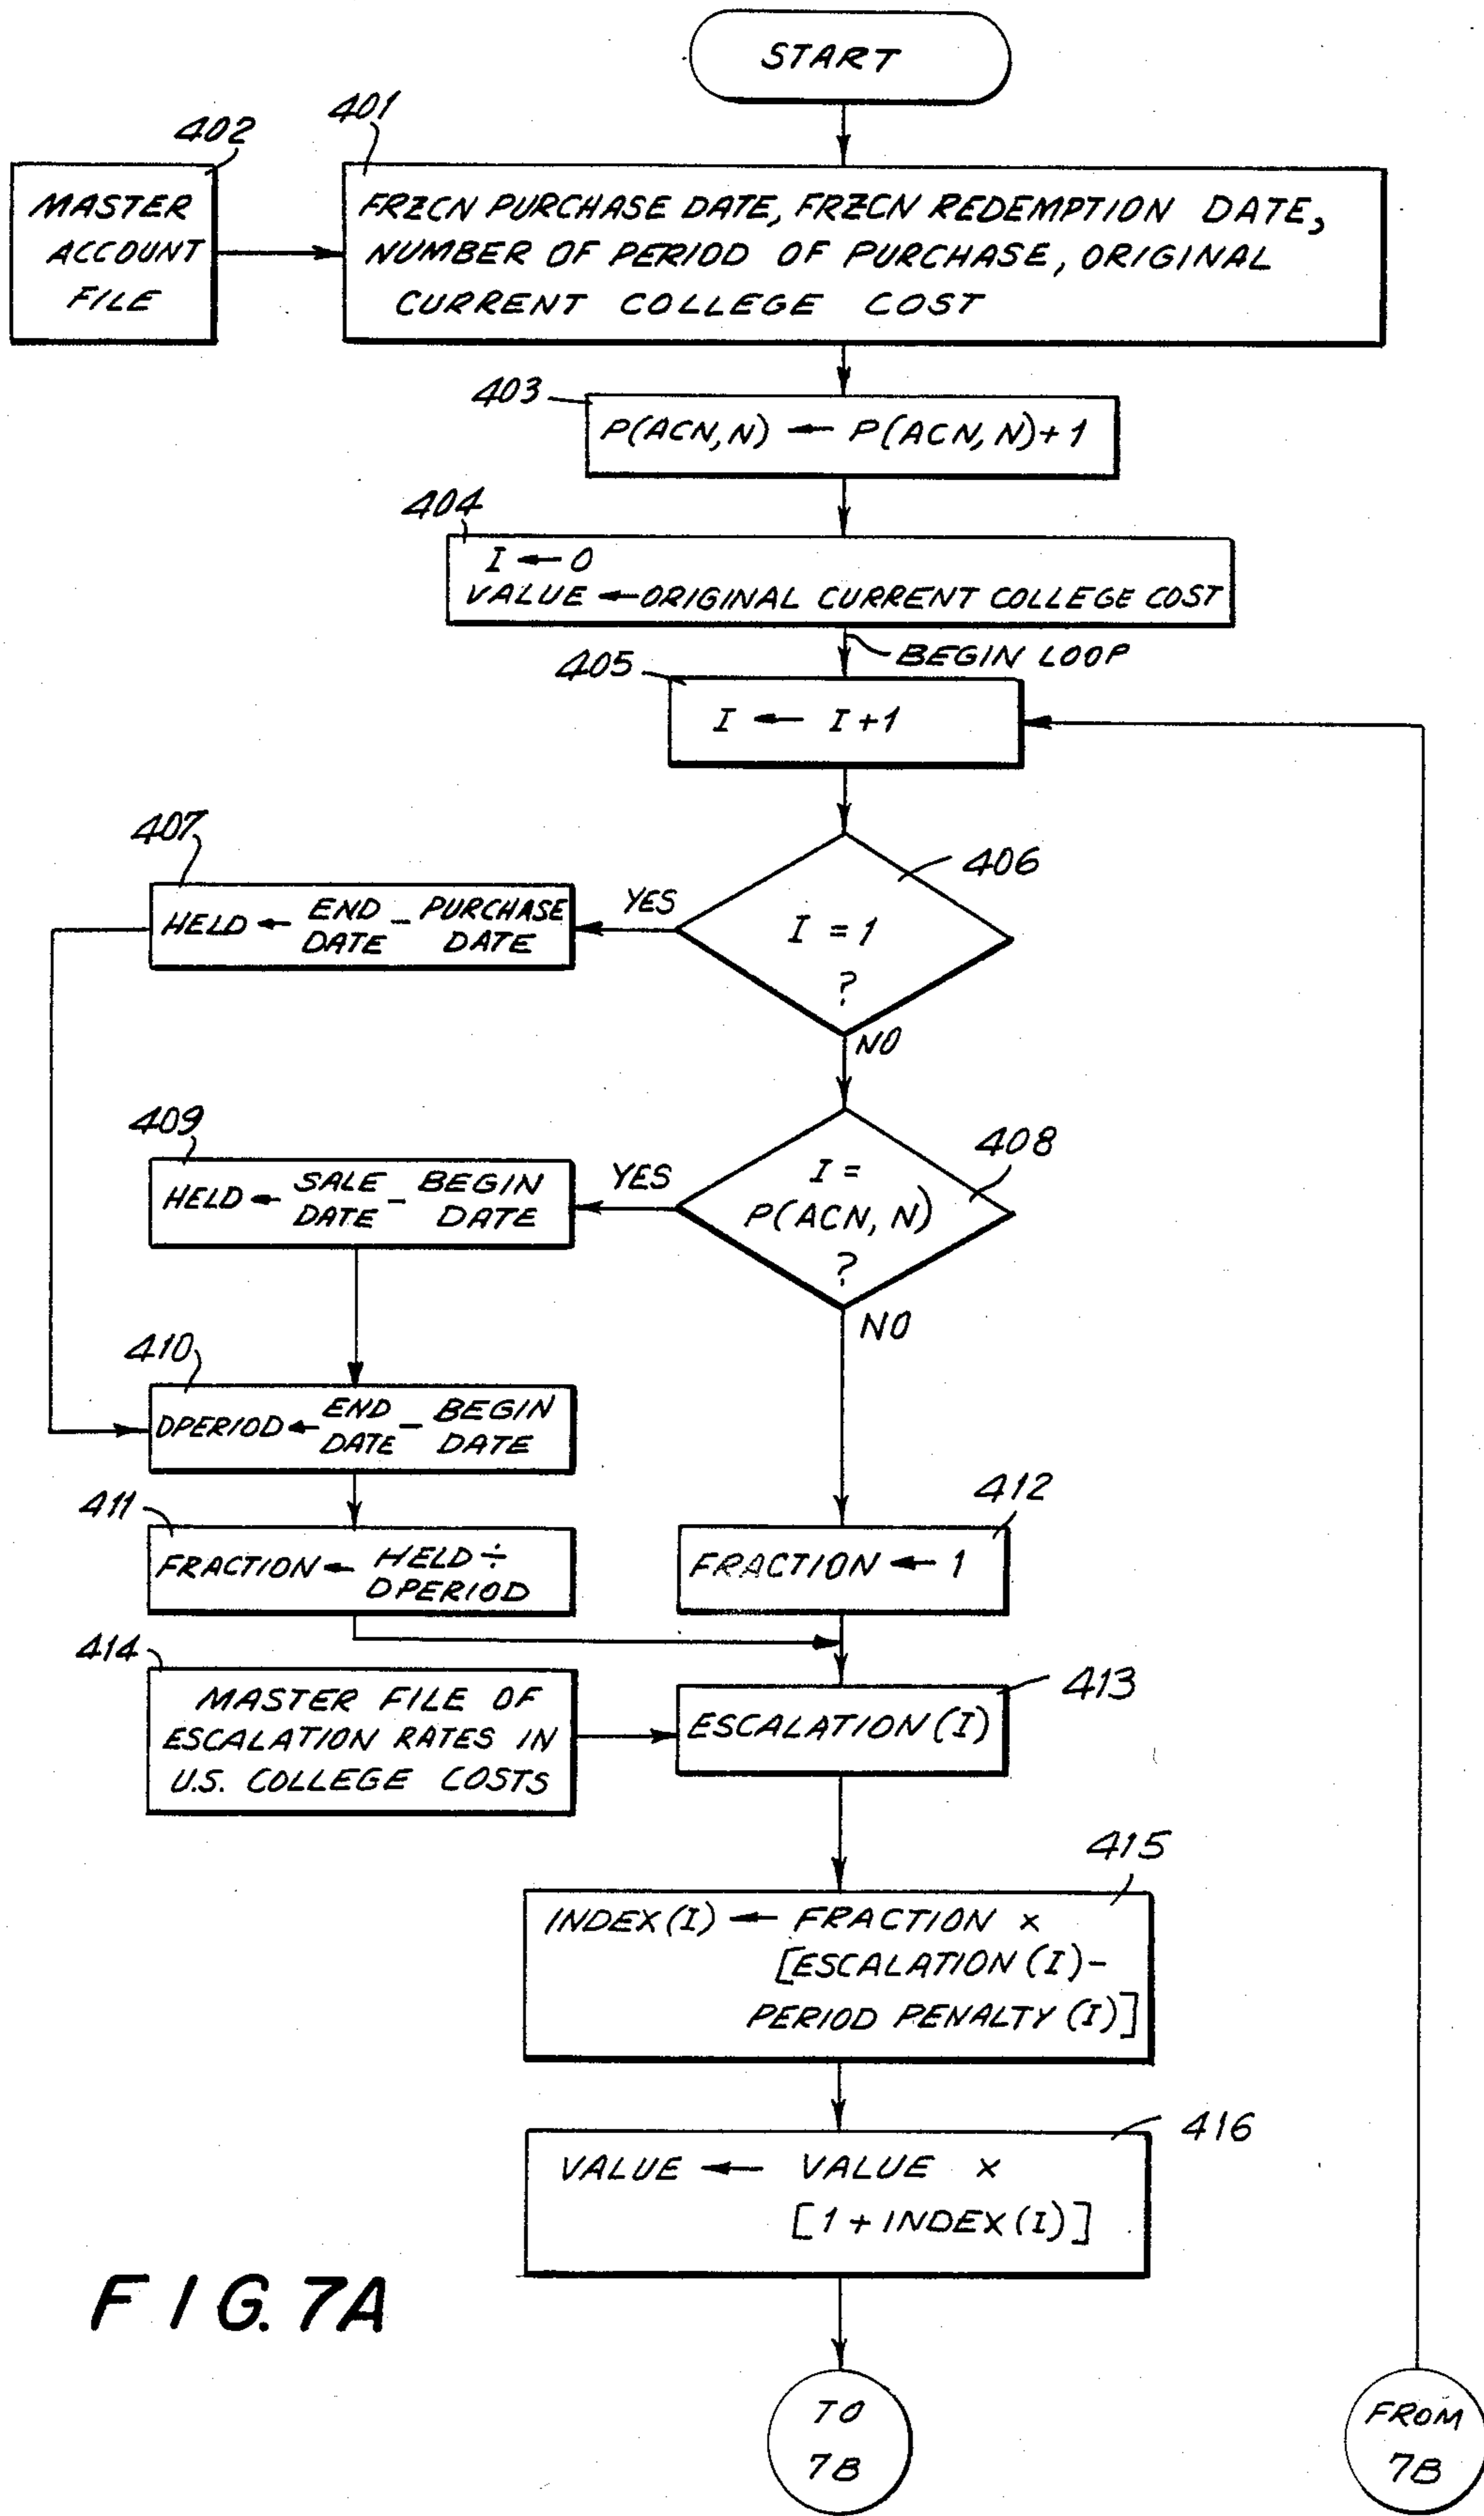 START
401
402
MASTER
ACCOUNT
FILE
FRZCN PURCHASE DATE, FRZCN REDEMPTION DATE,
NUMBER OF PERIOD OF PURCHASE, ORIGINAL
CURRENT COLLEGE COST
403
P(ACN,N) ← P(ACN,N)+1
404
I ← 0
VALUE ← ORIGINAL CURRENT COLLEGE COST
BEGIN LOOP
405
I ← I+1
406
I = 1
?
YES
NO
407
HELD ← END – PURCHASE
DATE DATE
408
I =
P(ACN, N)
?
YES
NO
409
HELD ← SALE – BEGIN
DATE DATE
410
DPERIOD ← END – BEGIN
DATE DATE
411
FRACTION ← HELD ÷
DPERIOD
412
FRACTION ← 1
414
MASTER FILE OF
ESCALATION RATES IN
U.S. COLLEGE COSTS
413
ESCALATION (I)
415
INDEX(I) ← FRACTION ×
[ESCALATION (I)–
PERIOD PENALTY (I)]
416
VALUE ← VALUE ×
[1 + INDEX(I)]
FIG. 7A
TO
7B
FROM
7B